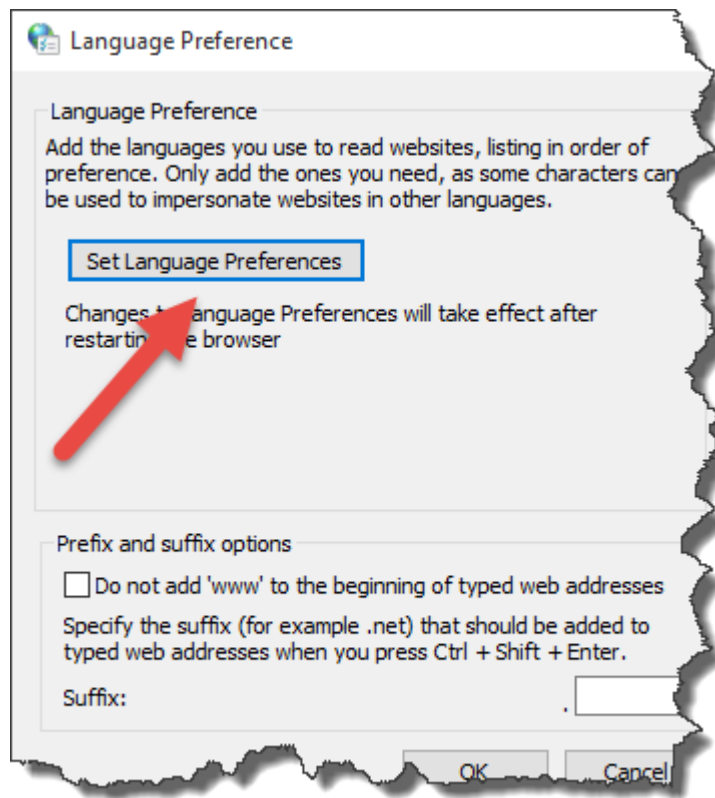 Language Preference
Language Preference
Add the languages you use to read websites, listing in order of
preference. Only add the ones you need, as some characters can
be used to impersonate websites in other languages.
Set Language Preferences
Changes Language Preferences will take effect after
browser
Prefix and suffix options
Do not add 'www' to the beginning of typed web addresses
Specify the suffix (for example .net) that should be added to
typed web addresses when you press Ctrl + Shift + Enter.
Suffix:
.
OK
Cancel